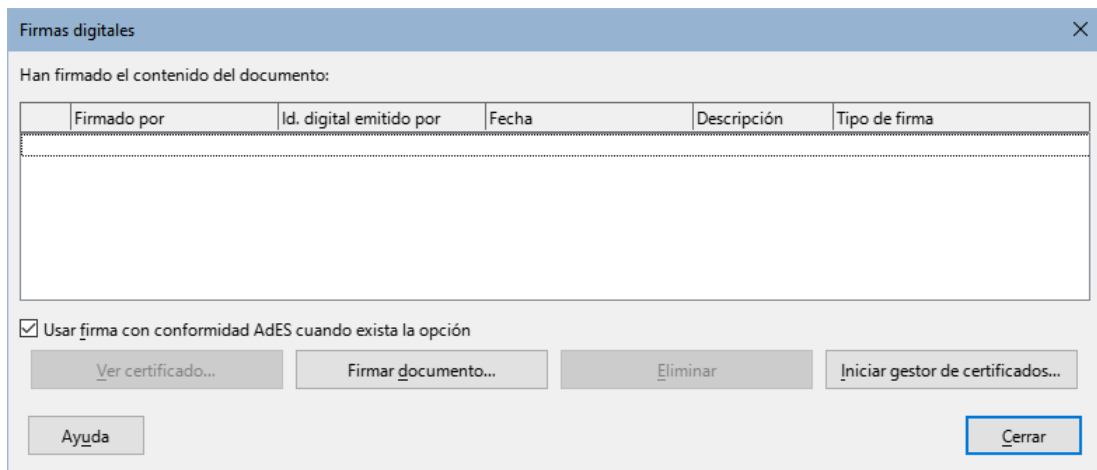 Firmas digitales
Han firmado el contenido del documento:
Firmado por Id. digital emitido por Fecha Descripción Tipo de firma
Usar firma con conformidad AdES cuando exista la opción
Ver certificado... Firmar documento... Eliminar Iniciar gestor de certificados...
Ayuda Cerrar